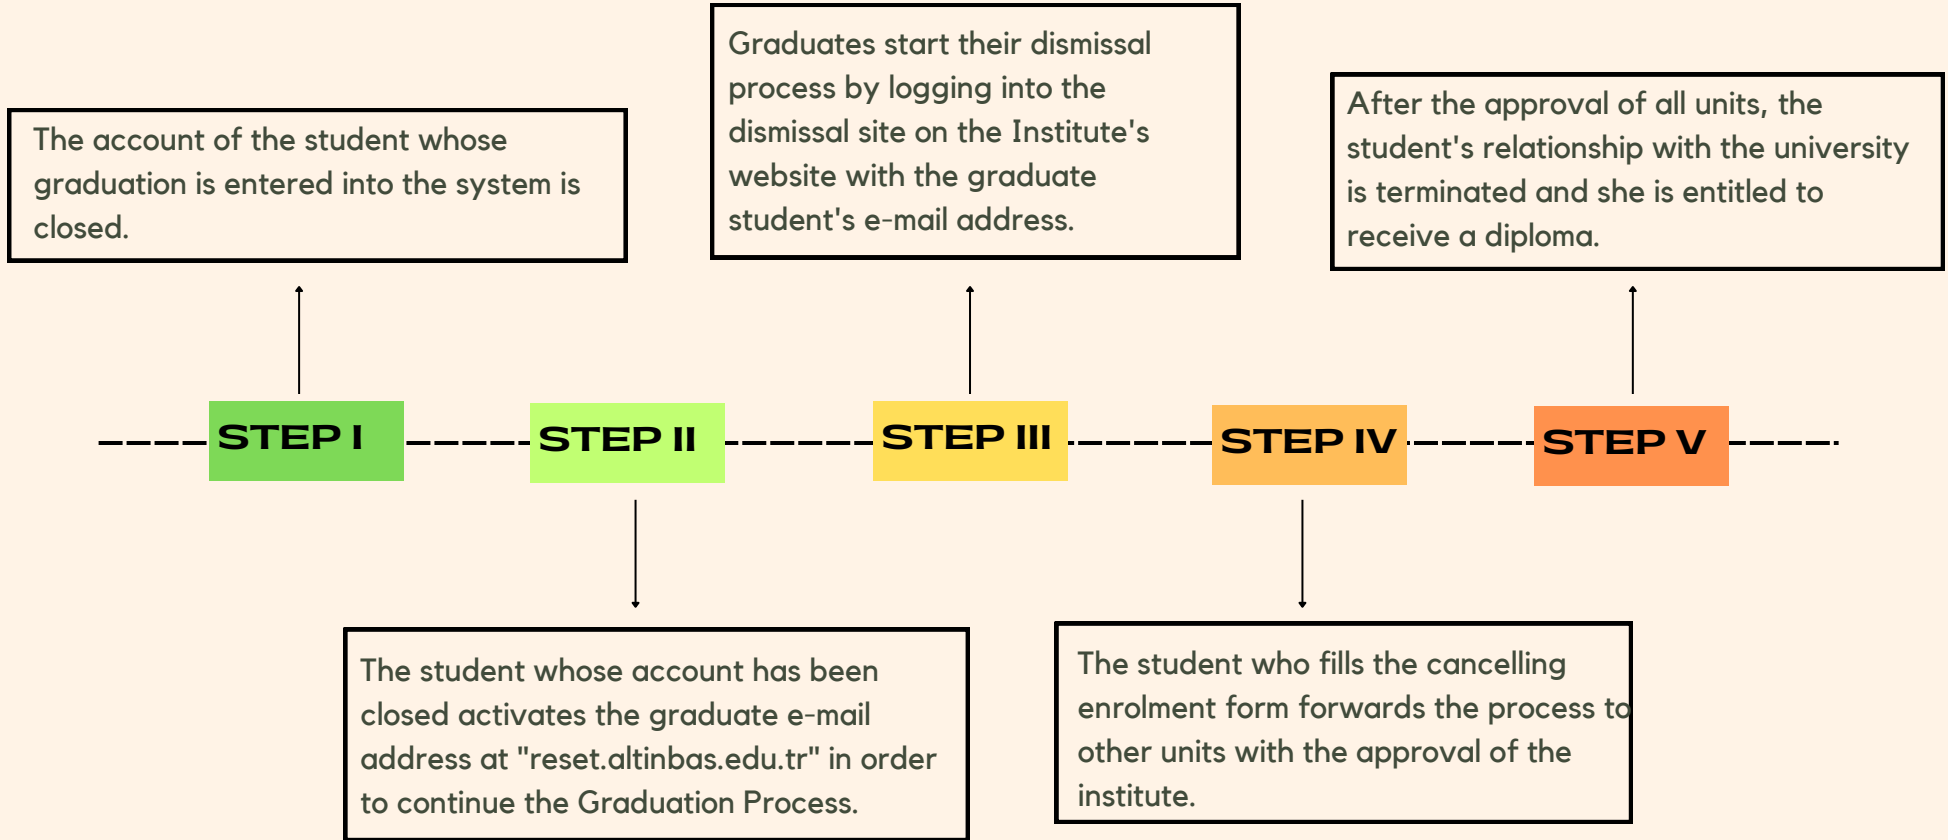 STEP I
The account of the student whose
graduation is entered into the system is
closed.
STEP II
The student whose account has been
closed activates the graduate e-mail
address at "reset.altinbas.edu.tr" in order
to continue the Graduation Process.
STEP III
Graduates start their dismissal
process by logging into the
dismissal site on the Institute's
website with the graduate
student's e-mail address.
STEP IV
The student who fills the cancelling
enrolment form forwards the process to
other units with the approval of the
institute.
STEP V
After the approval of all units, the
student's relationship with the university
is terminated and she is entitled to
receive a diploma.